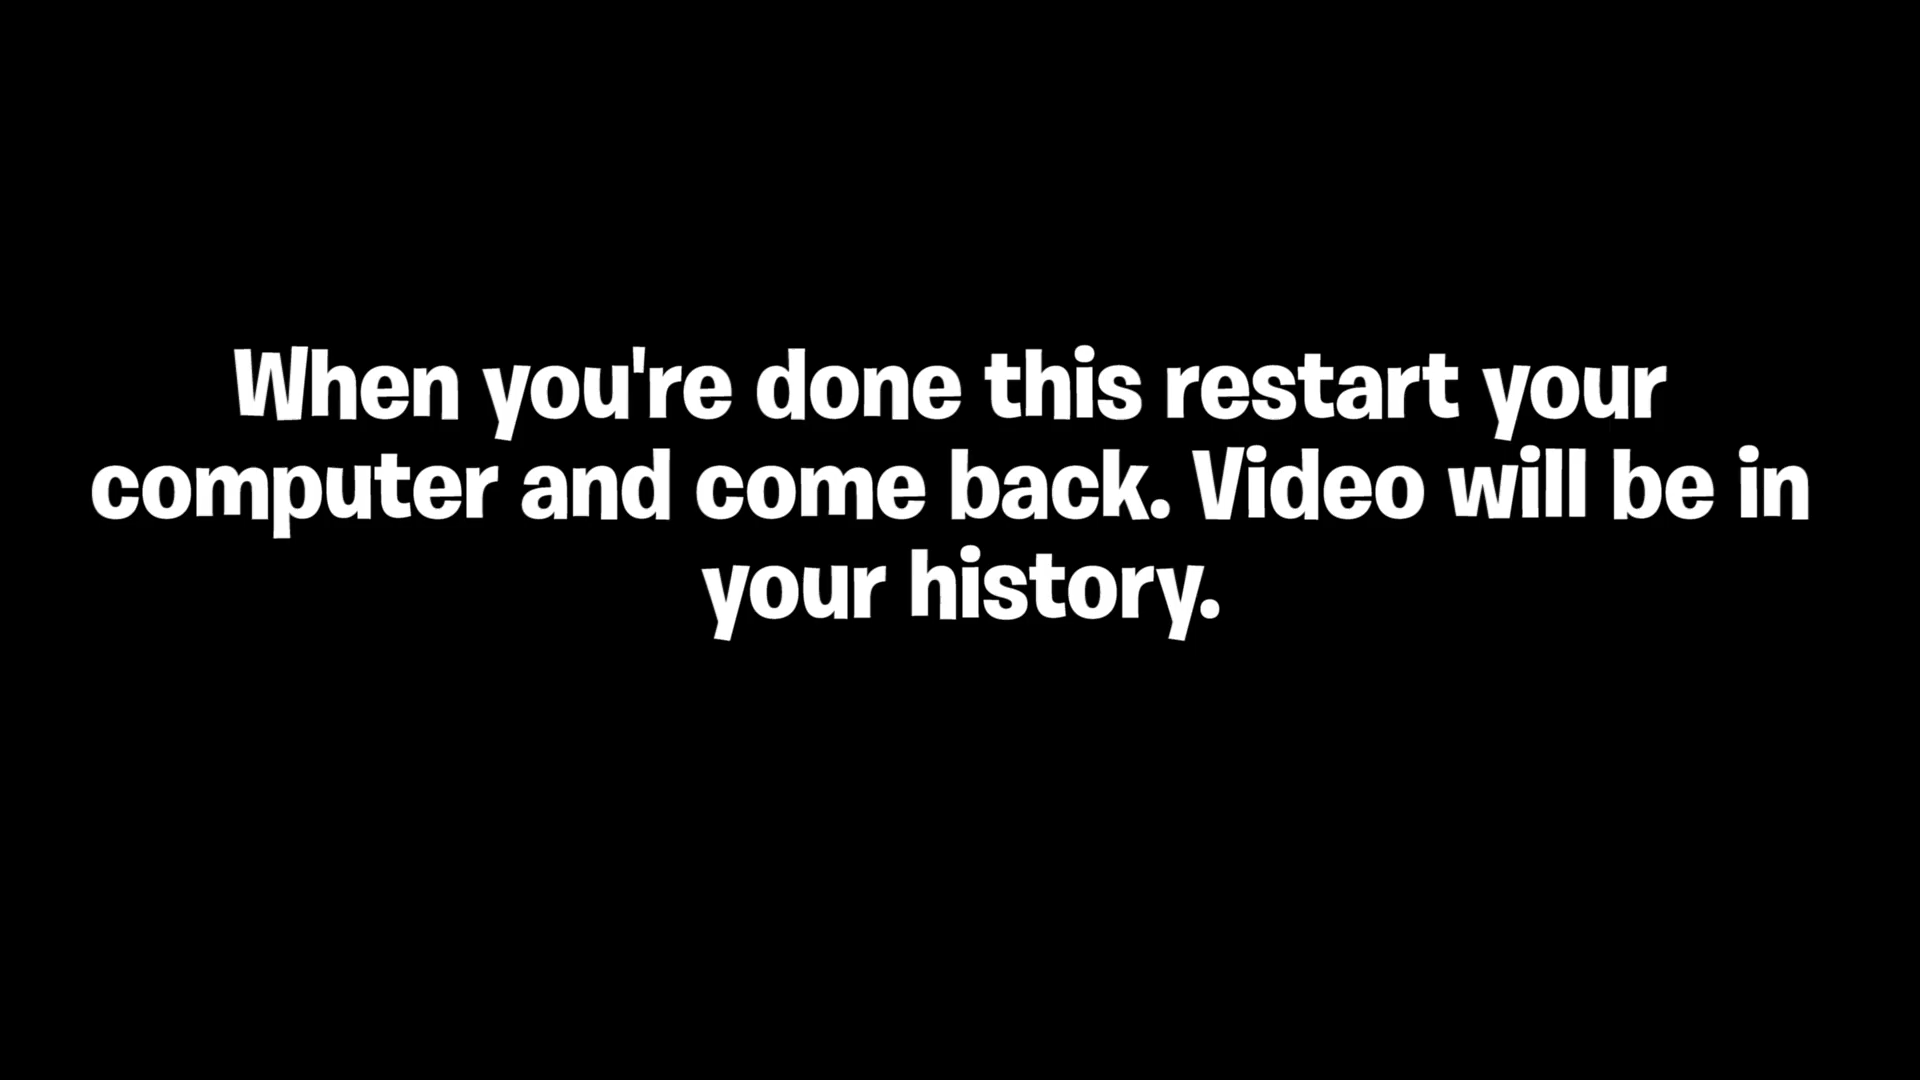 When you're done this restart your
computer and come back. Video will be in
your history.